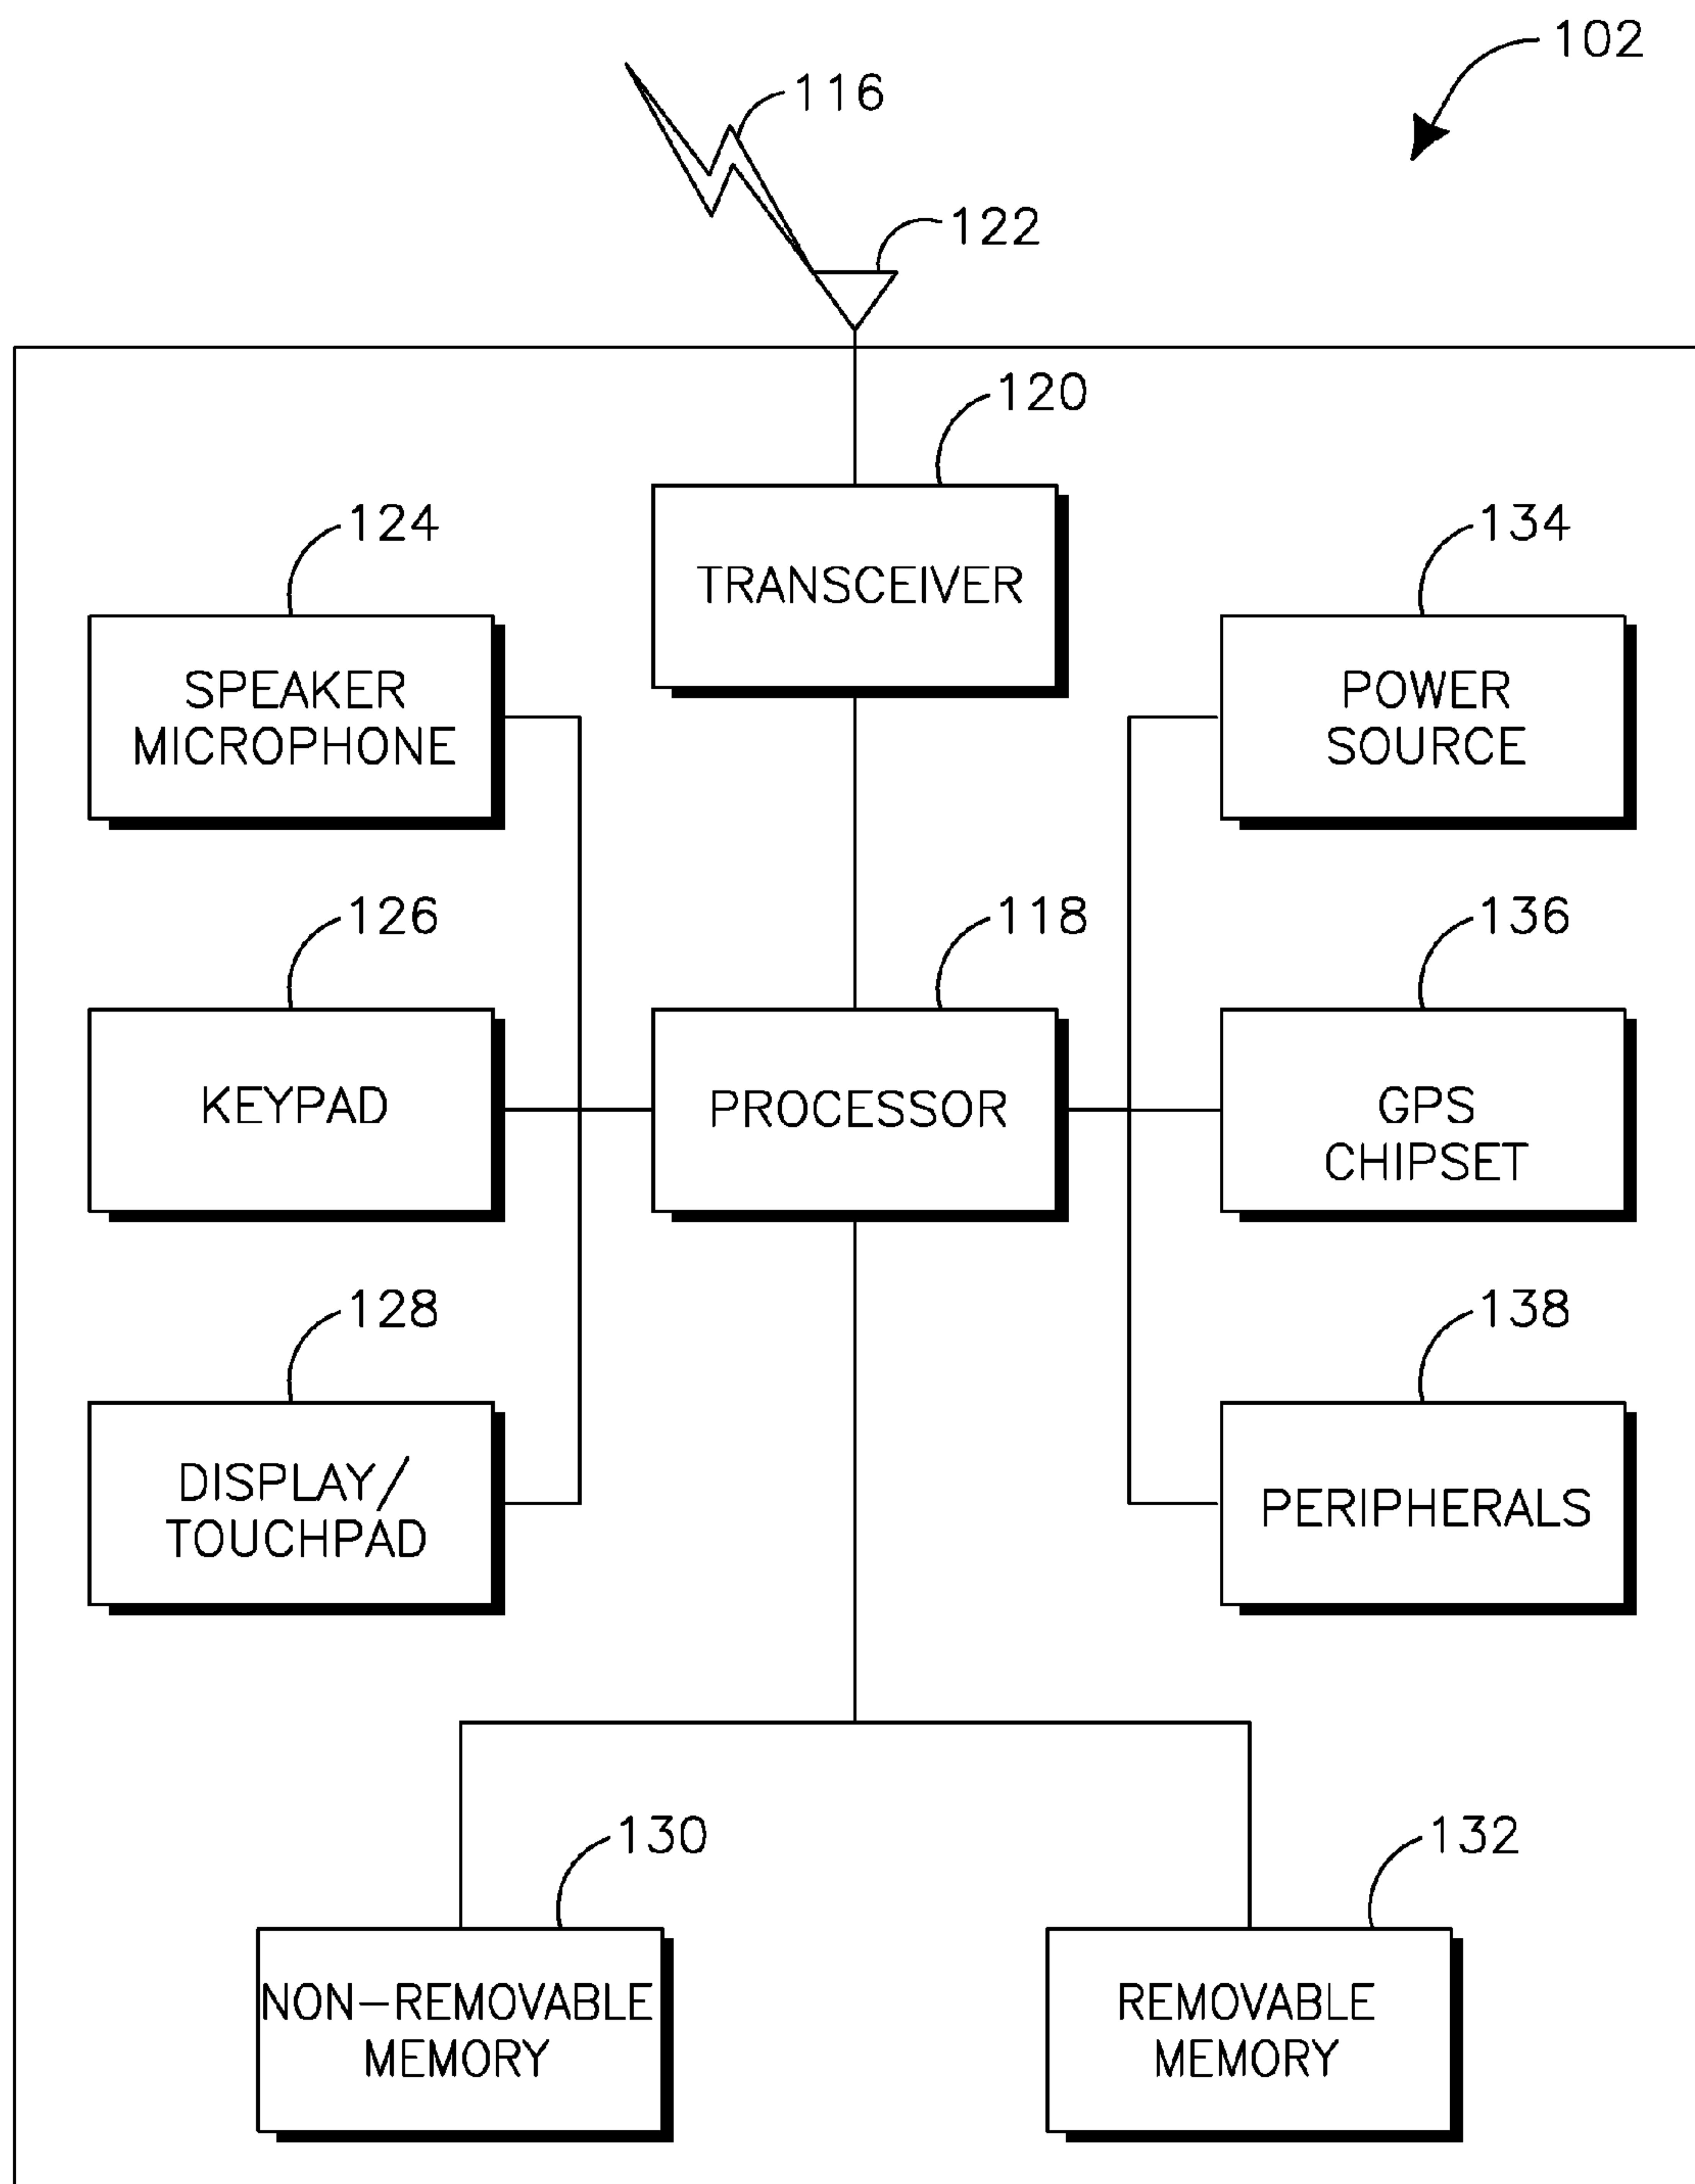 102
116
122
120
TRANSCEIVER
124
SPEAKER
MICROPHONE
134
POWER
SOURCE
126
KEYPAD
118
PROCESSOR
136
GPS
CHIPSET
128
DISPLAY/
TOUCHPAD
138
PERIPHERALS
130
NON-REMOVABLE
MEMORY
132
REMOVABLE
MEMORY